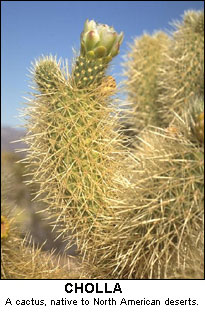 CHOLLA
A cactus, native to North American deserts.